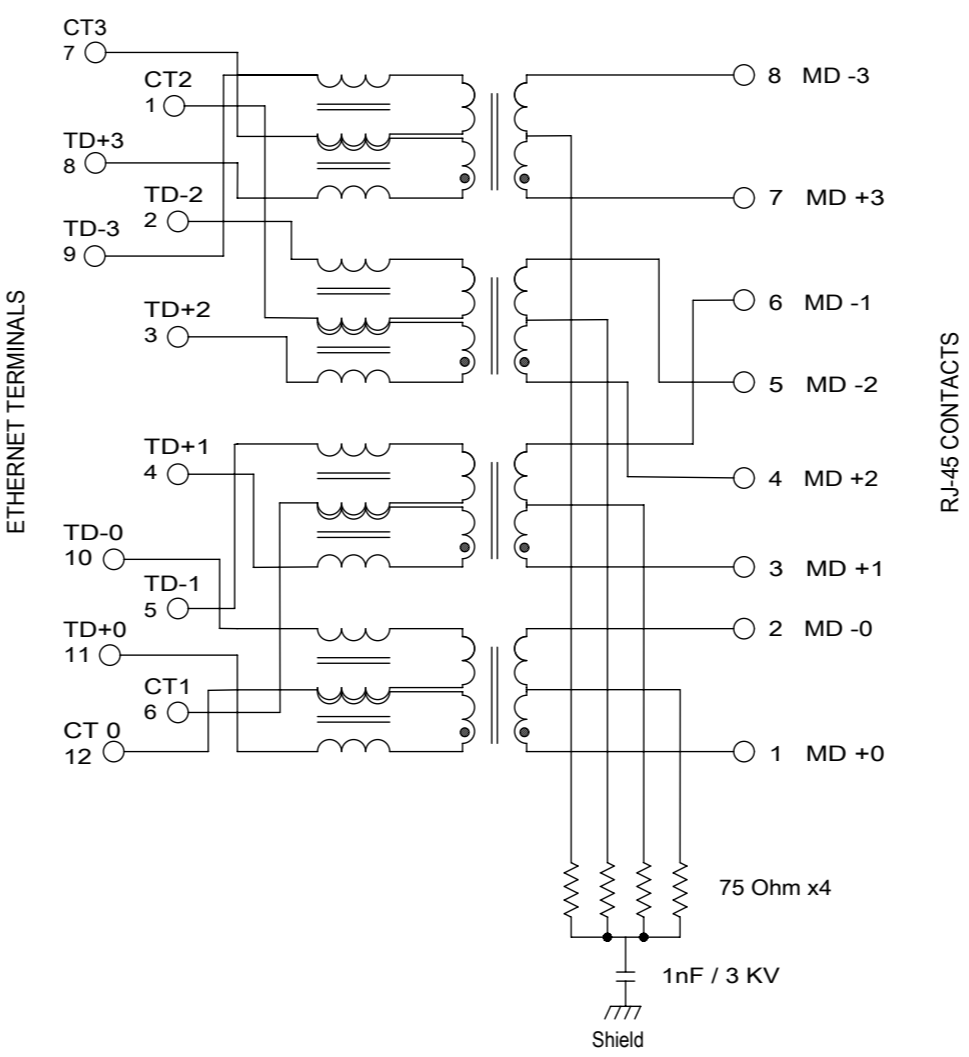 CT3
7
CT2
1
TD+3
8
TD-2
2
TD-3
9
TD+2
3
TD+1
4
TD-0
10
TD-1
5
TD+0
11
CT1
6
CT 0
12
ETHERNET TERMINALS
8 MD -3
7 MD +3
6 MD -1
5 MD -2
4 MD +2
3 MD +1
2 MD -0
1 MD +0
RJ-45 CONTACTS
75 Ohm x4
1nF / 3 KV
Shield